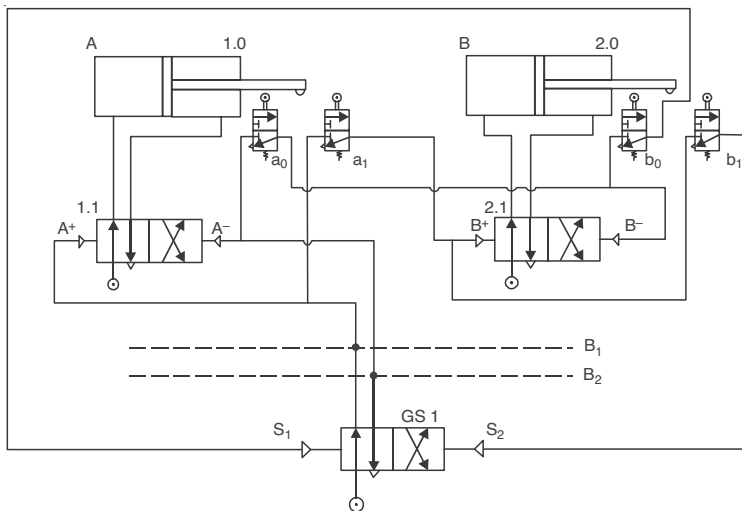 A 1.0 B 2.0
a₀ a₁ b₀ b₁
1.1 2.1
A⁺ A⁻ B⁺ B⁻
B₁
B₂
GS 1
S₁ S₂